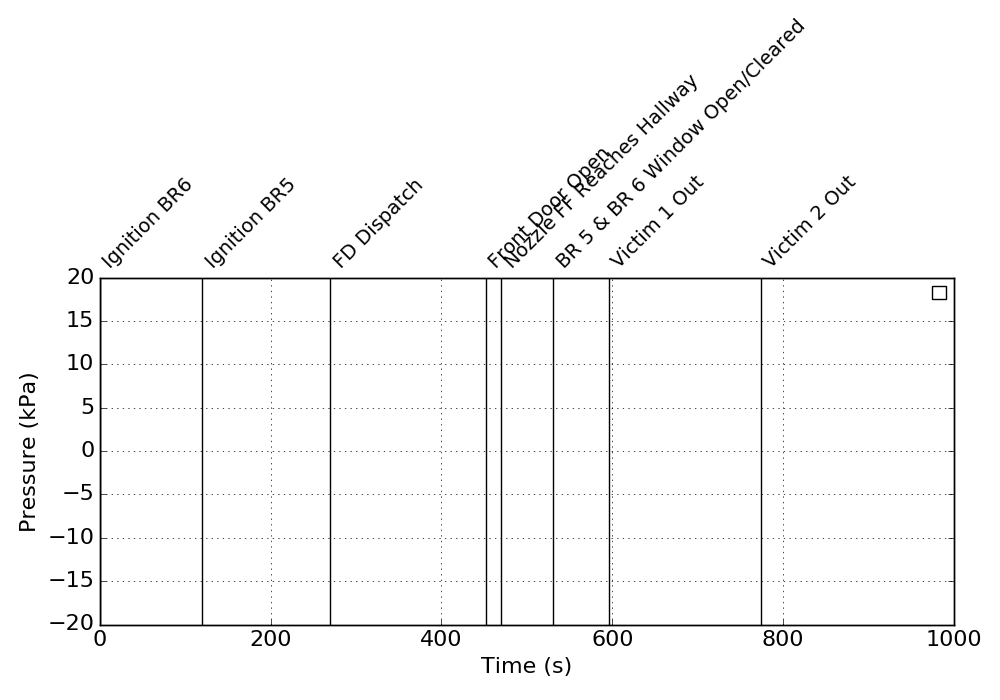 Ignition BR6
Ignition BR5
FD Dispatch
Front Door Open
Nozzle FF Reaches Hallway
BR 5 & BR 6 Window Open/Cleared
Victim 1 Out
Victim 2 Out
20
15
10
5
0
−5
−10
−15
−20
Pressure (kPa)
0 200 400 600 800 1000
Time (s)